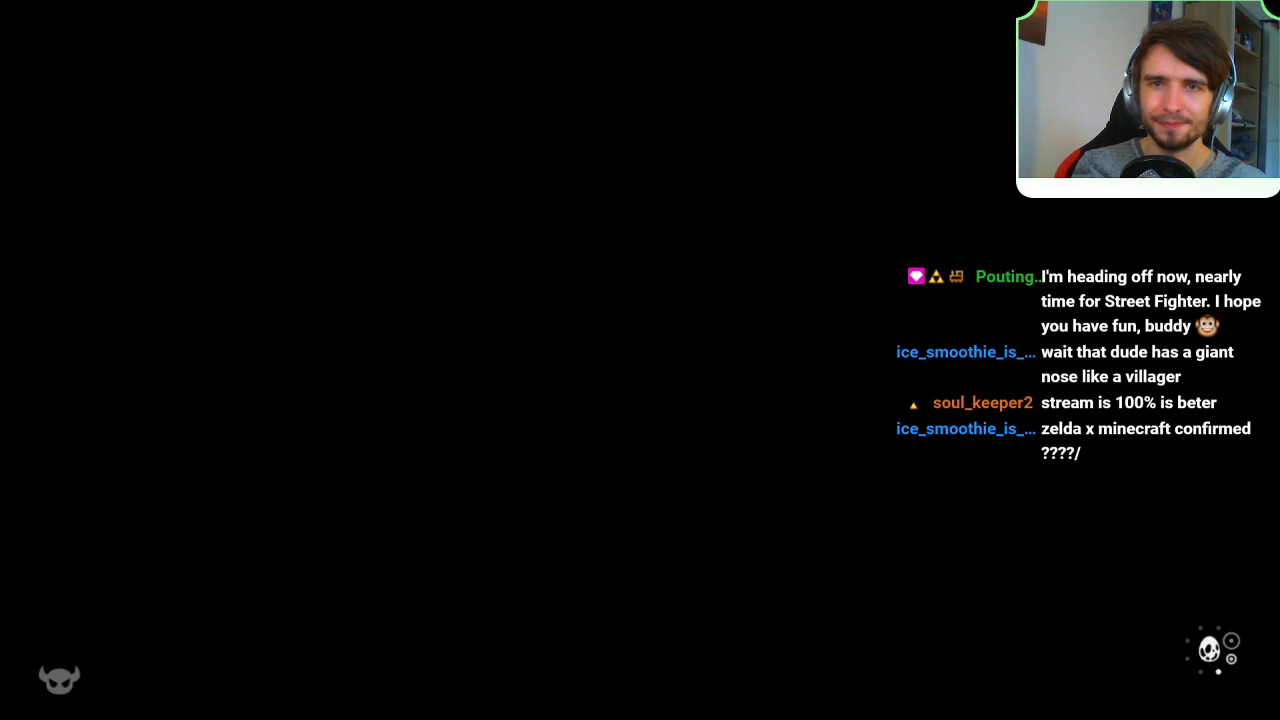 Pouting.. I'm heading off now, nearly
time for Street Fighter. I hope
you have fun, buddy 🐵
ice_smoothie_is_... wait that dude has a giant
nose like a villager
soul_keeper2 stream is 100% is beter
ice_smoothie_is_... zelda x minecraft confirmed
????/